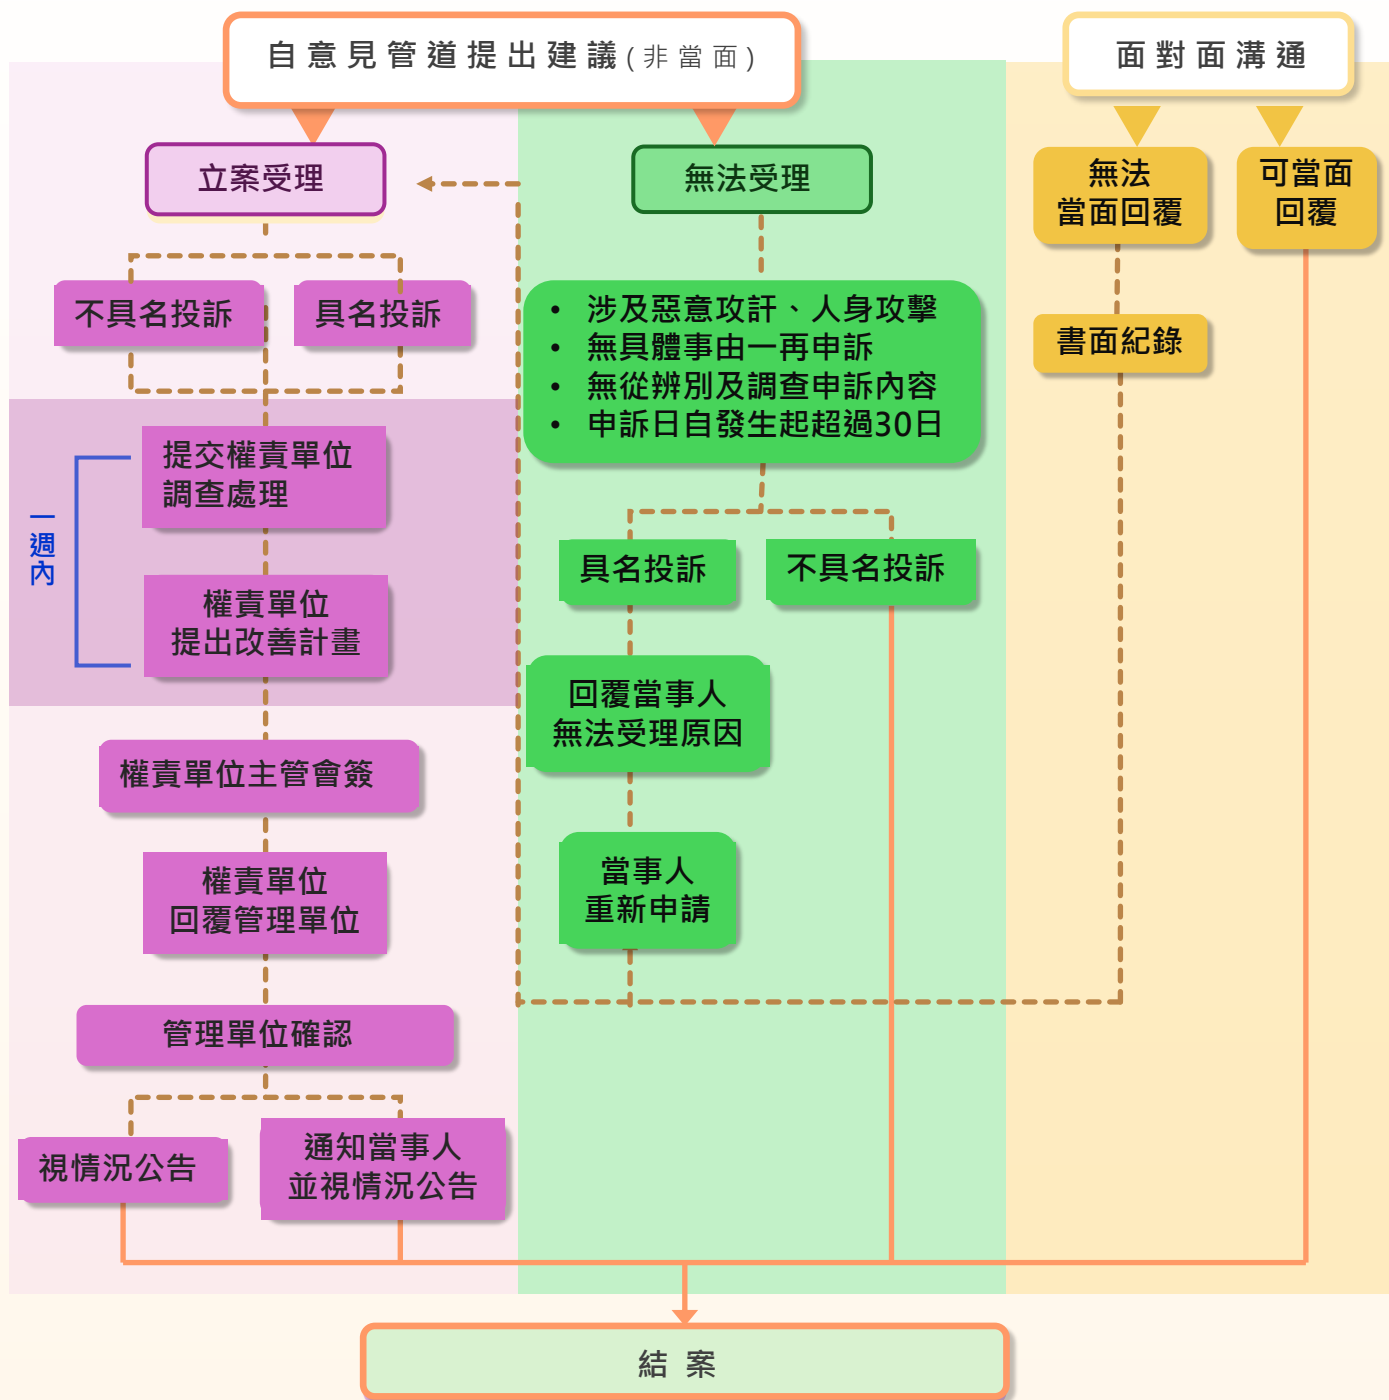 自意見管道提出建議(非當面)
面對面溝通
立案受理
無法受理
無法
當面回覆
可當面
回覆
不具名投訴
具名投訴
• 涉及惡意攻訐、人身攻擊
• 無具體事由一再申訴
• 無從辨別及調查申訴內容
• 申訴日自發生起超過30日
書面紀錄
一週內
提交權責單位
調查處理
權責單位
提出改善計畫
具名投訴
不具名投訴
回覆當事人
無法受理原因
權責單位主管會簽
權責單位
回覆管理單位
當事人
重新申請
管理單位確認
視情況公告
通知當事人
並視情況公告
結案